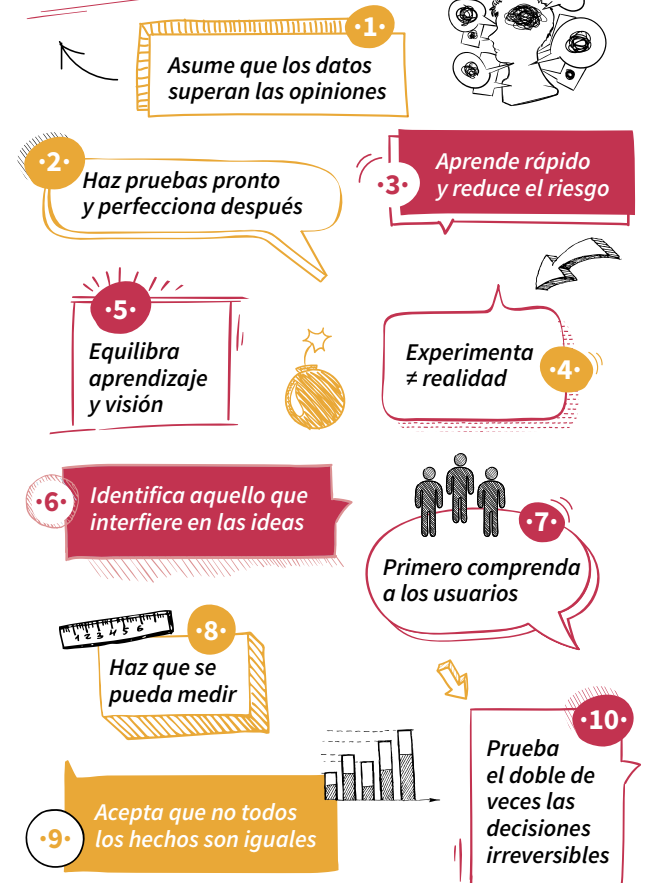 ·1·
Asume que los datos
superan las opiniones
·2·
Haz pruebas pronto
y perfecciona después
·3·
Aprende rápido
y reduce el riesgo
·5·
Equilibra
aprendizaje
y visión
Experimenta
≠ realidad
·4·
·6·
Identifica aquello que
interfiere en las ideas
·7·
Primero comprenda
a los usuarios
1 2 3 4 5 6
·8·
Haz que se
pueda medir
·10·
Prueba
el doble de
veces las
decisiones
irreversibles
·9·
Acepta que no todos
los hechos son iguales